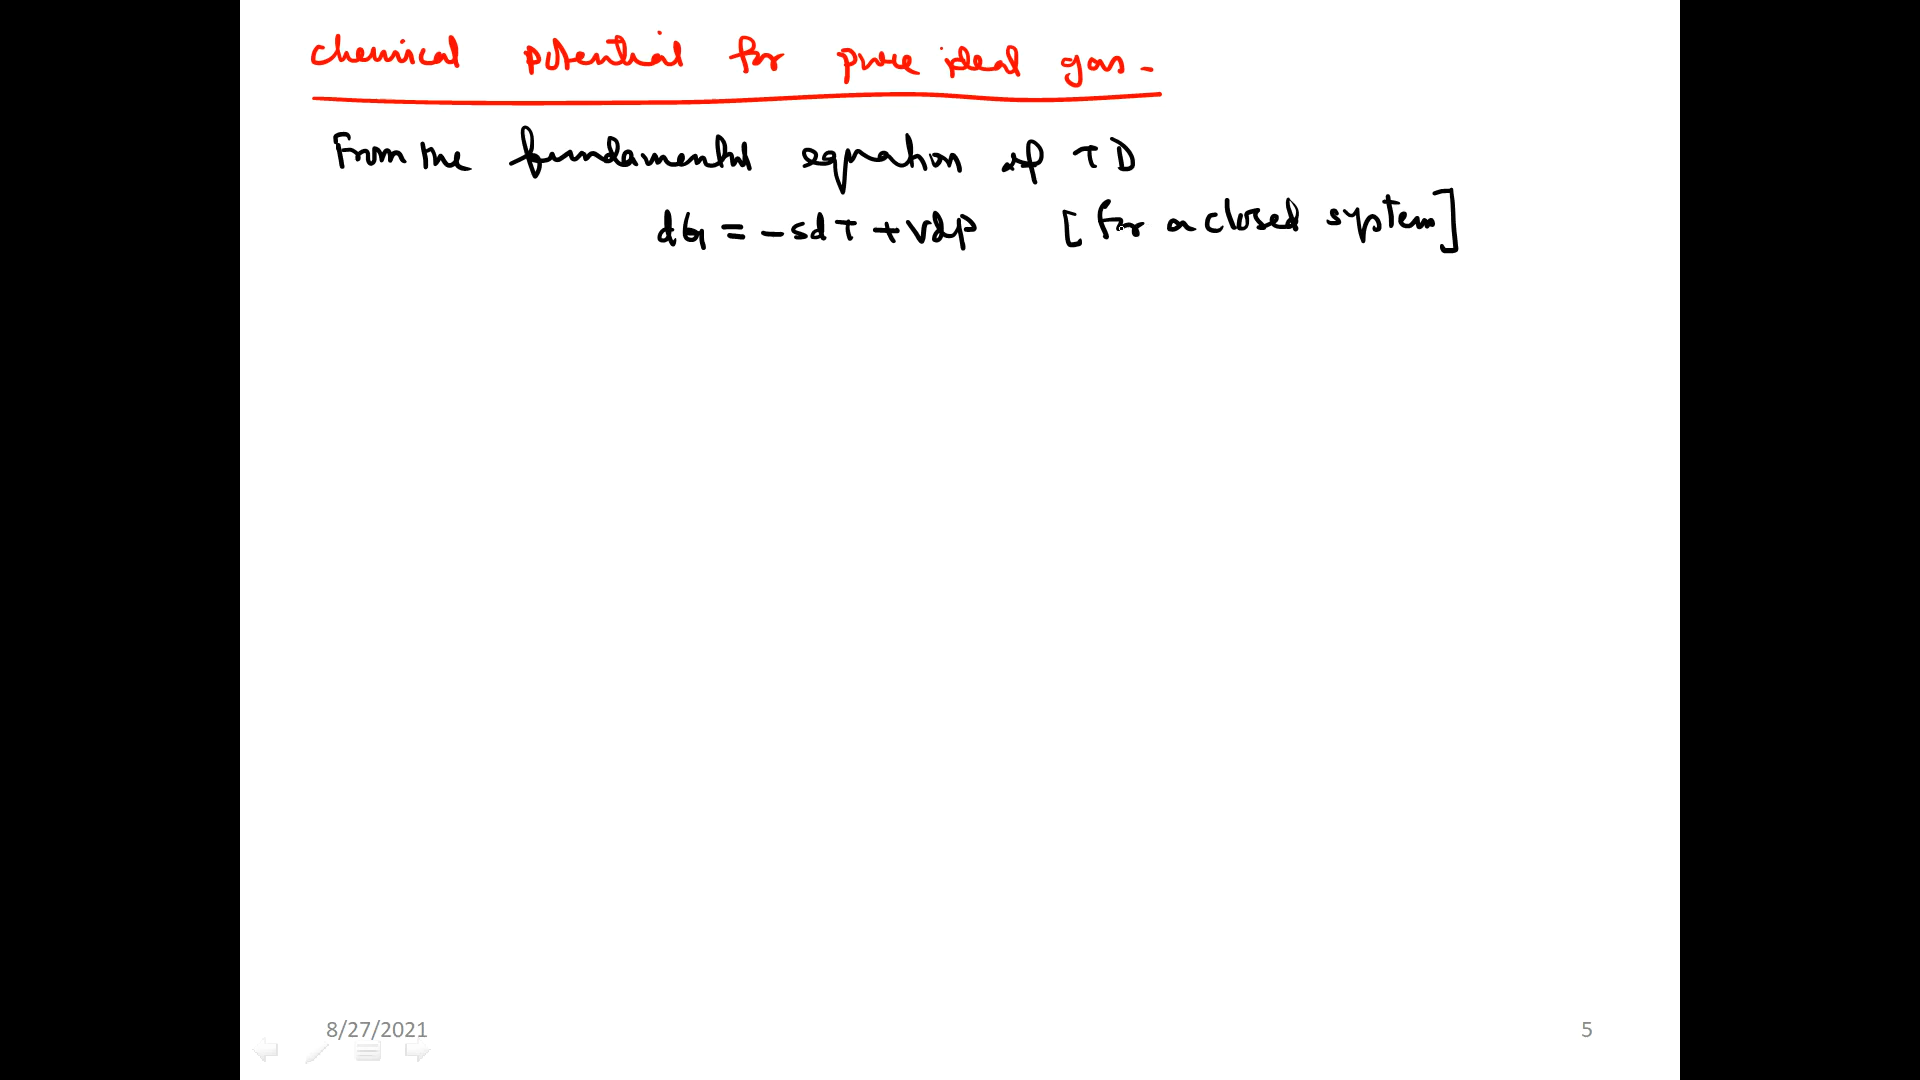 chemical potential for pure ideal gas -
From the fundamental equation of TD
dG = -sdT + vdp [for a closed system]
8/27/2021
5